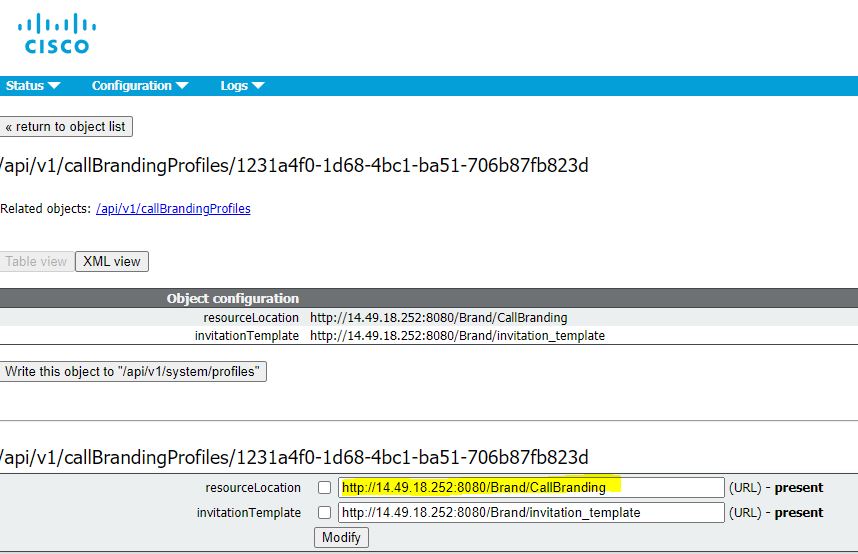 CISCO
Status Configuration Logs
« return to object list
/api/v1/callBrandingProfiles/1231a4f0-1d68-4bc1-ba51-706b87fb823d
Related objects: /api/v1/callBrandingProfiles
Table view XML view
Object configuration
resourceLocation http://14.49.18.252:8080/Brand/CallBranding
invitationTemplate http://14.49.18.252:8080/Brand/invitation_template
Write this object to "/api/v1/system/profiles"
/api/v1/callBrandingProfiles/1231a4f0-1d68-4bc1-ba51-706b87fb823d
resourceLocation http://14.49.18.252:8080/Brand/CallBranding (URL) - present
invitationTemplate http://14.49.18.252:8080/Brand/invitation_template (URL) - present
Modify